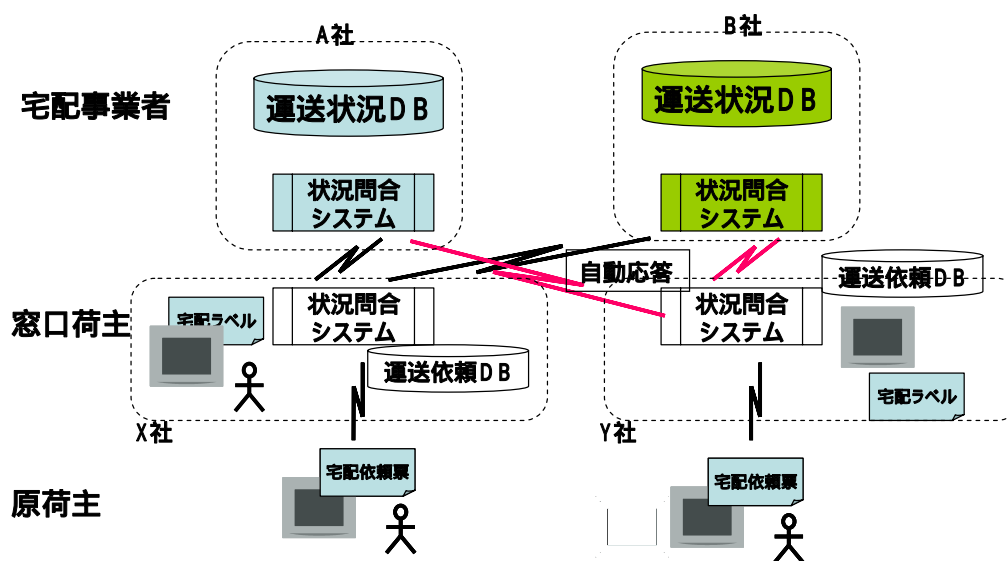 A社
B社
宅配事業者
運送状況DB
運送状況DB
状況問合
システム
状況問合
システム
自動応答
運送依頼DB
窓口荷主
宅配ラベル
状況問合
システム
状況問合
システム
運送依頼DB
宅配ラベル
X社
Y社
原荷主
宅配依頼票
宅配依頼票